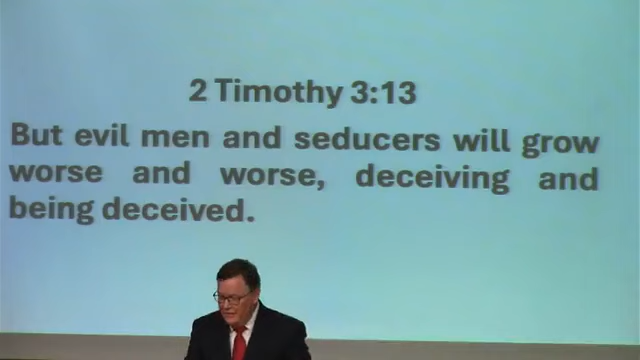 2 Timothy 3:13
But evil men and seducers will grow
worse and worse, deceiving and
being deceived.